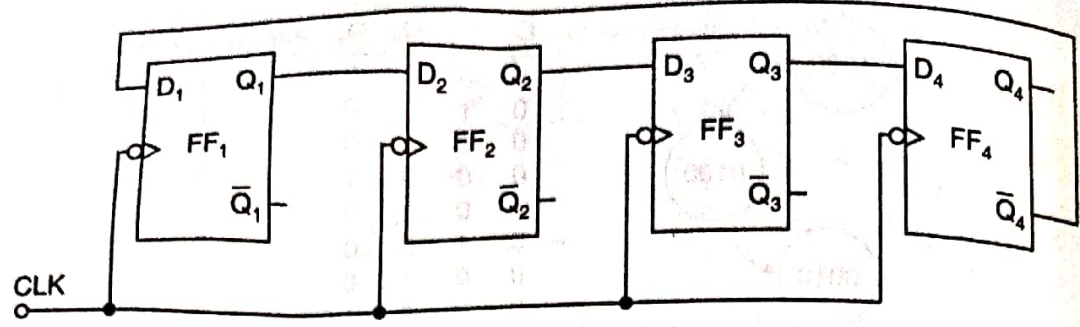 D₁ Q₁ D₂ Q₂ D₃ Q₃ D₄ Q₄
FF₁ FF₂ FF₃ FF₄
Q̅₁ Q̅₂ Q̅₃ Q̅₄
CLK